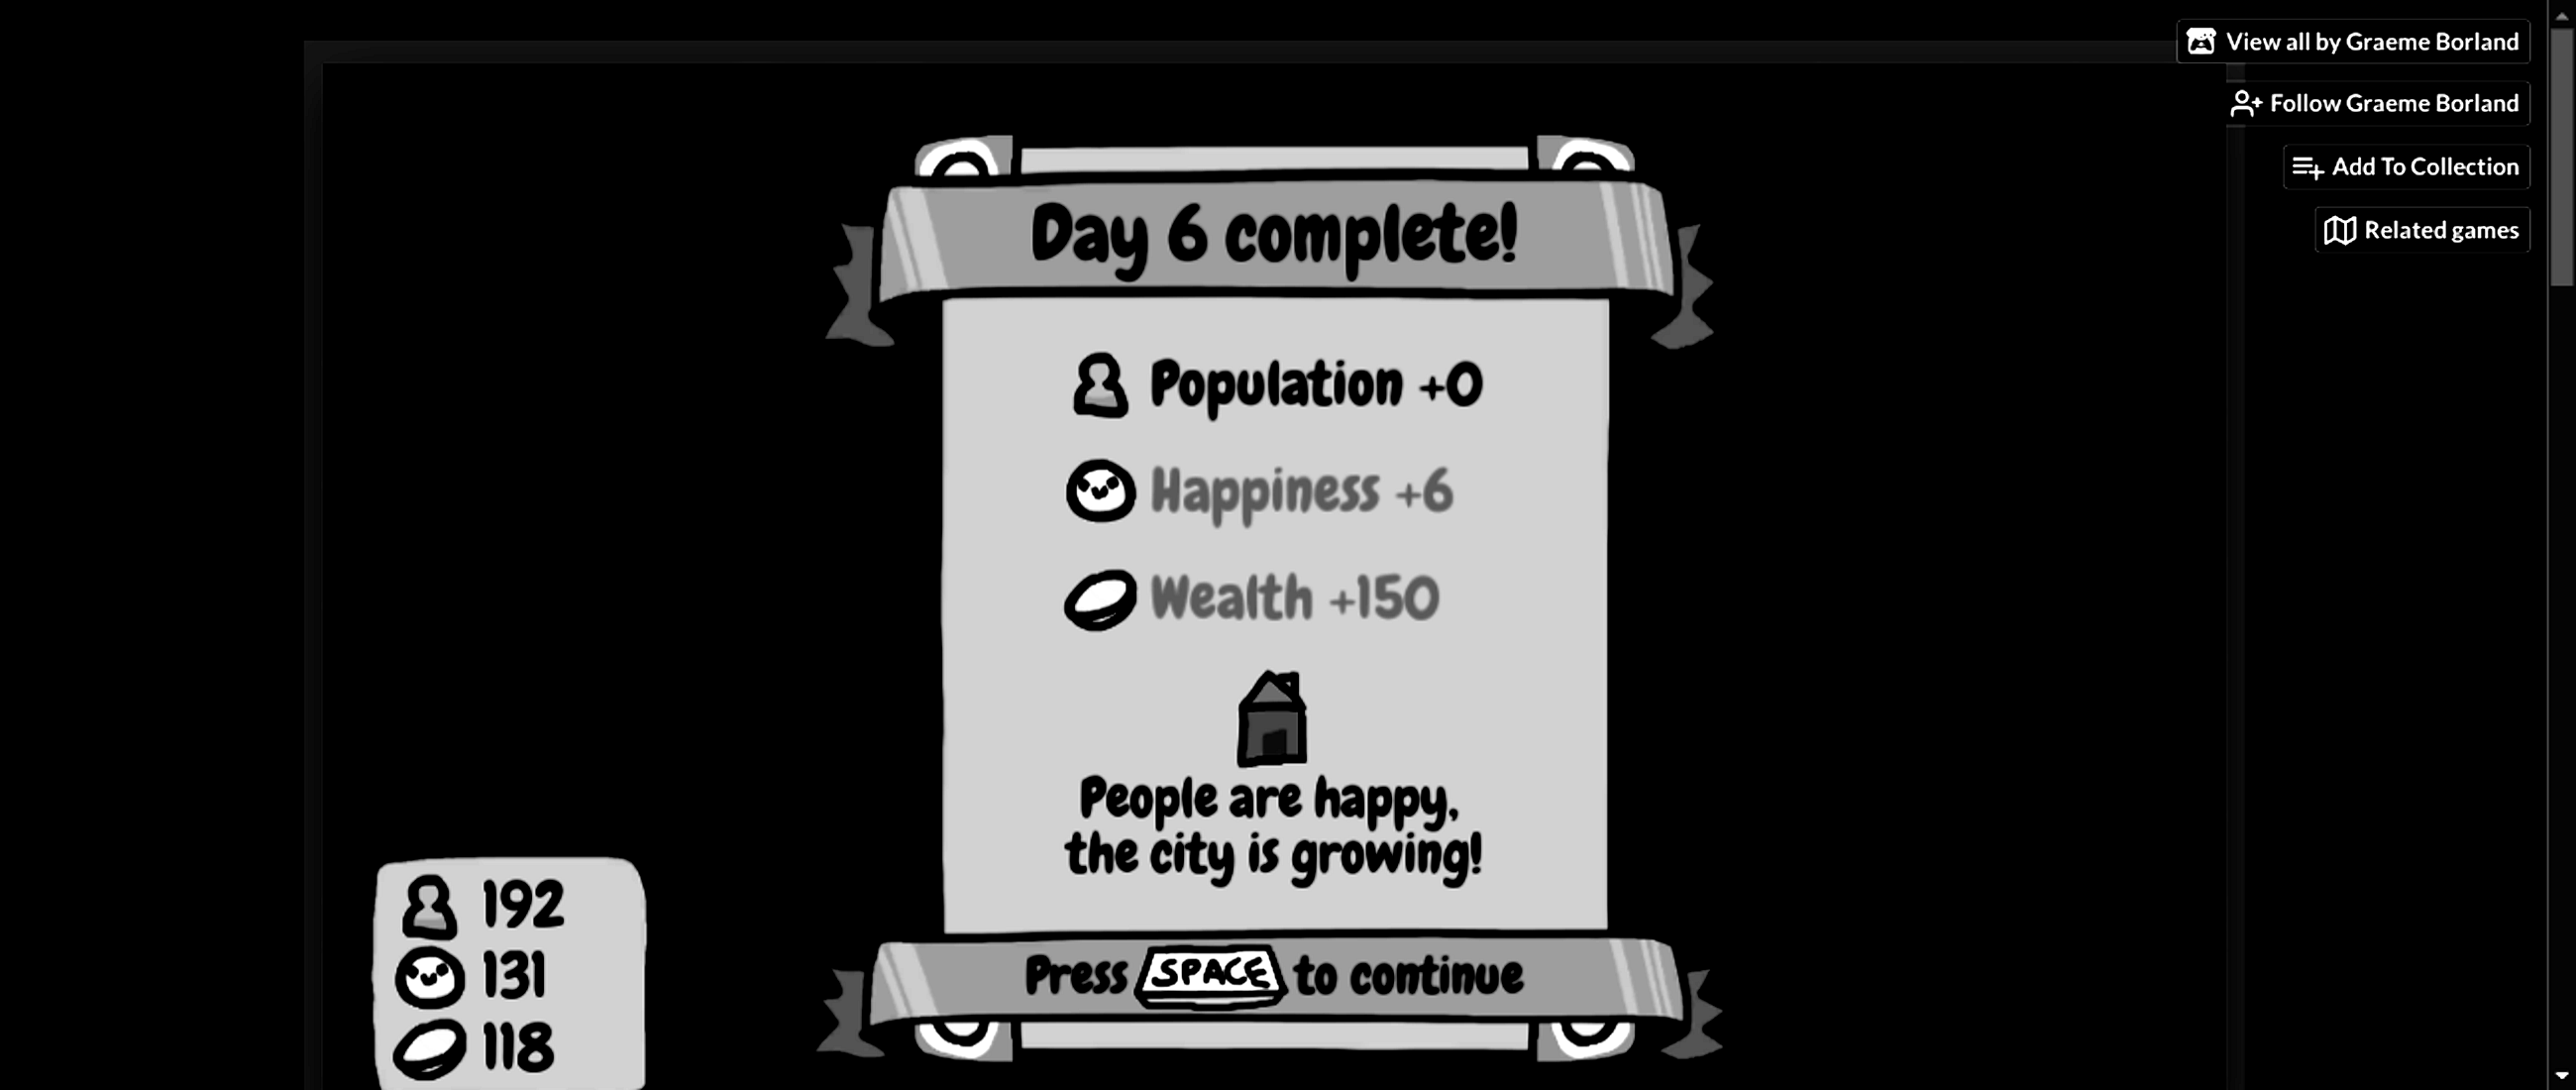 View all by Graeme Borland
Follow Graeme Borland
Add To Collection
Related games
Day 6 complete!
Population +0
Happiness +6
Wealth +150
People are happy,
the city is growing!
Press SPACE to continue
192
131
118